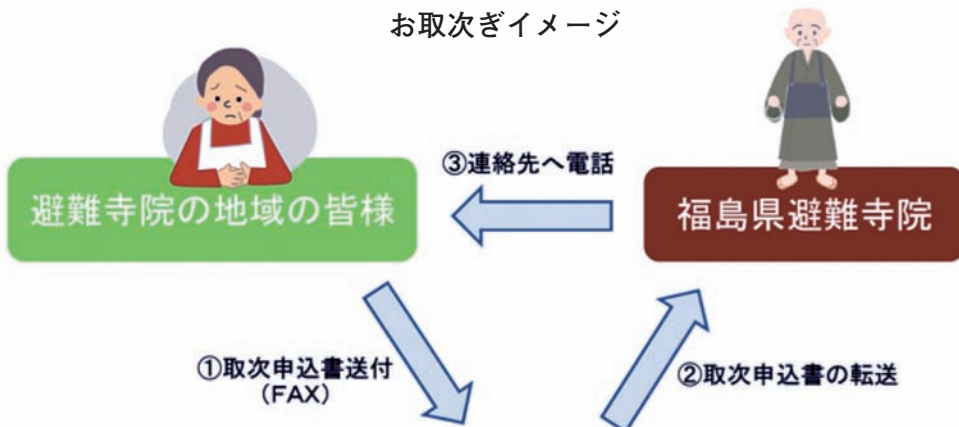 お取次ぎイメージ
避難寺院の地域の皆様
③連絡先へ電話
福島県避難寺院
①取次申込書送付
(FAX)
②取次申込書の転送